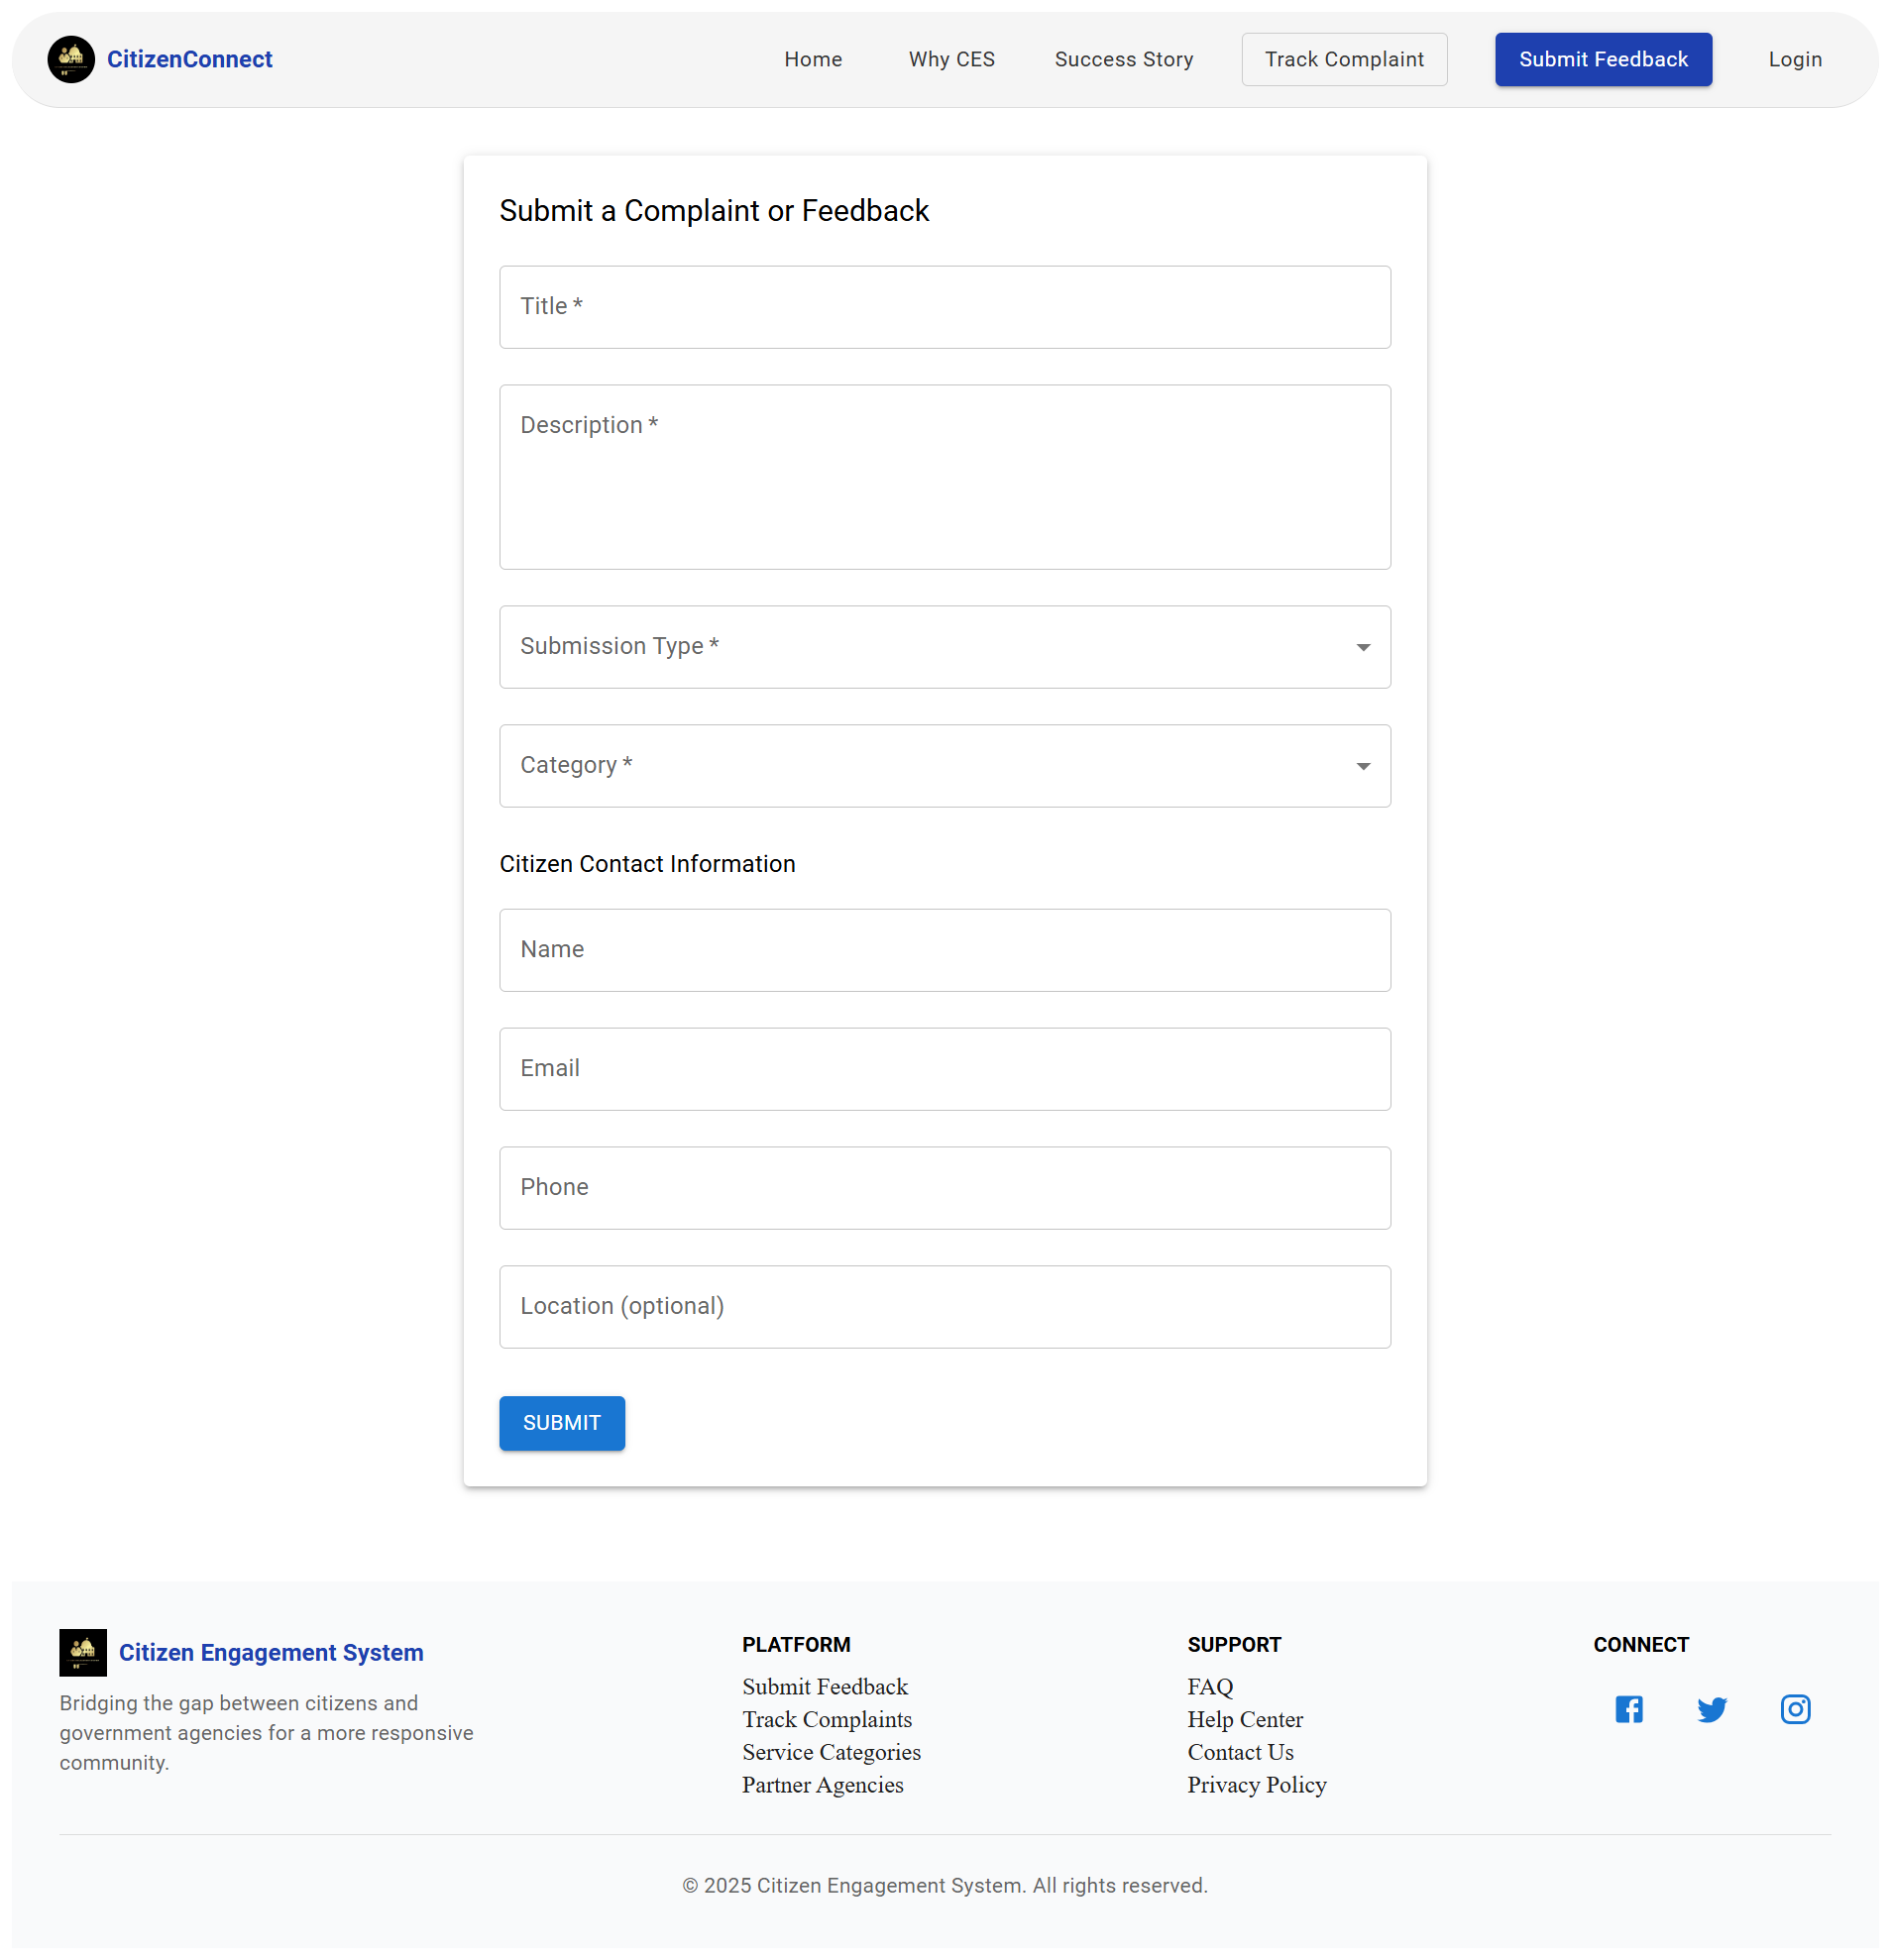 CitizenConnect
Home
Why CES
Success Story
Track Complaint
Submit Feedback
Login
Submit a Complaint or Feedback
Title *
Description *
Submission Type *
Category *
Citizen Contact Information
Name
Email
Phone
Location (optional)
SUBMIT
Citizen Engagement System
Bridging the gap between citizens and
government agencies for a more responsive
community.
PLATFORM
Submit Feedback
Track Complaints
Service Categories
Partner Agencies
SUPPORT
FAQ
Help Center
Contact Us
Privacy Policy
CONNECT
© 2025 Citizen Engagement System. All rights reserved.